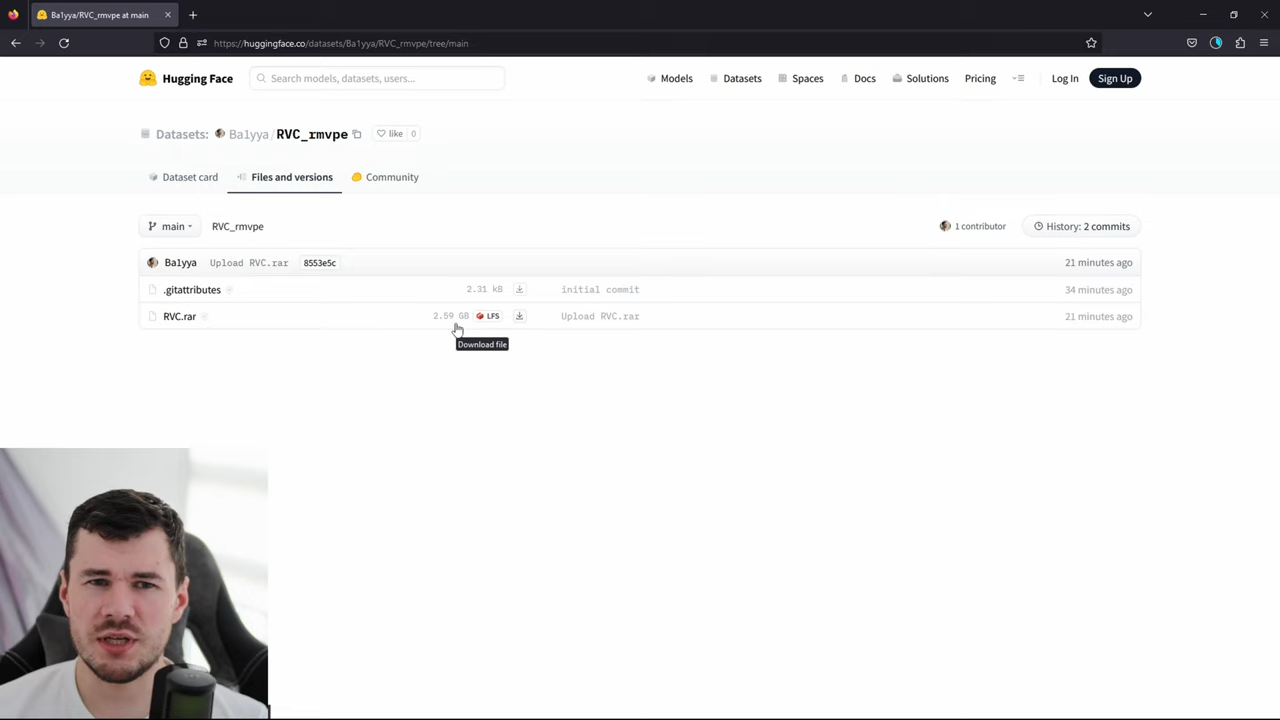 Ba1yya/RVC_rmvpe at main
https://huggingface.co/datasets/Ba1yya/RVC_rmvpe/tree/main
Hugging Face
Search models, datasets, users...
Models
Datasets
Spaces
Docs
Solutions
Pricing
Log In
Sign Up
Datasets: Ba1yya/RVC_rmvpe
like 0
Dataset card
Files and versions
Community
main
RVC_rmvpe
1 contributor
History: 2 commits
Ba1yya Upload RVC.rar 8553e5c 21 minutes ago
.gitattributes 2.31 kB initial commit 34 minutes ago
RVC.rar 2.59 GB LFS Upload RVC.rar 21 minutes ago
Download file